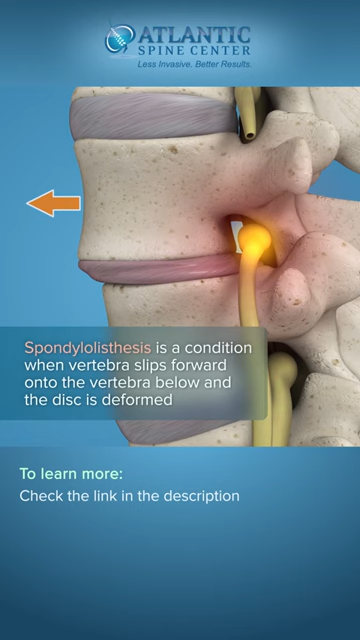 ATLANTIC
SPINE CENTER
Less Invasive. Better Results.
Spondylolisthesis is a condition
when vertebra slips forward
onto the vertebra below and
the disc is deformed
To learn more:
Check the link in the description